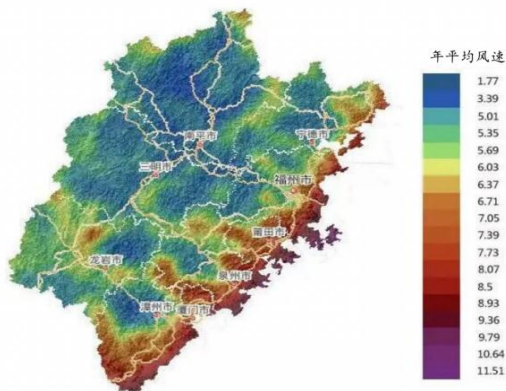 年平均风速
1.77
3.39
5.01
5.35
5.69
6.03
6.37
6.71
7.05
7.39
7.73
8.07
8.5
8.93
9.36
9.79
10.64
11.51
南平市
宁德市
三明市
福州市
莆田市
龙岩市
泉州市
漳州市
厦门市